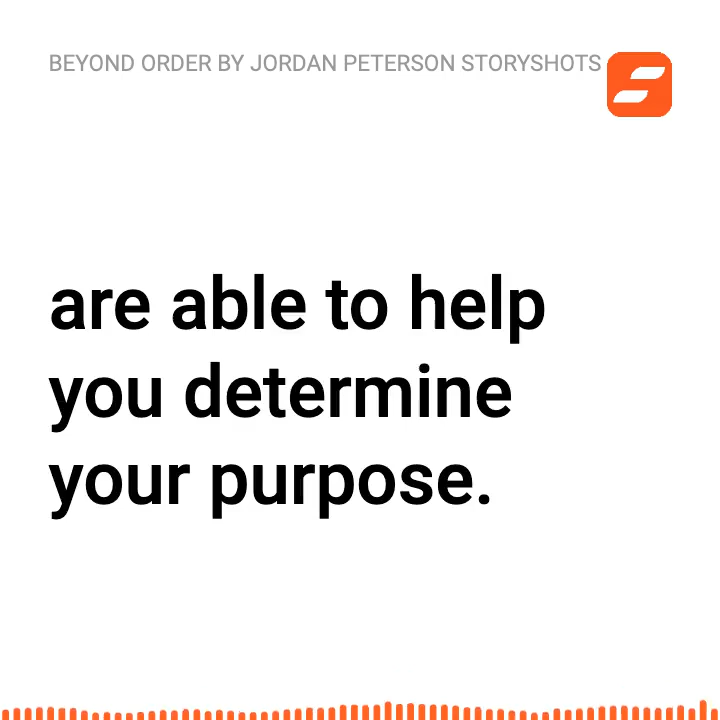 BEYOND ORDER BY JORDAN PETERSON STORYSHOTS
are able to help
you determine
your purpose.